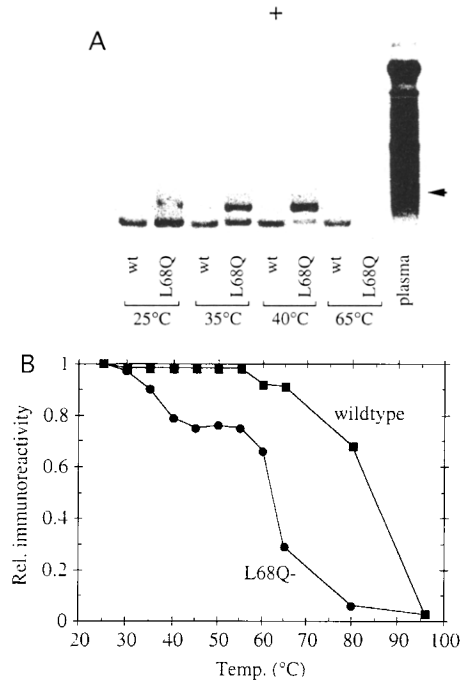 +
A
wt
L68Q
wt
L68Q
wt
L68Q
wt
L68Q
plasma
25°C
35°C
40°C
65°C
B
Rel. immunoreactivity
1
0.8
0.6
0.4
0.2
0
wildtype
L68Q-
20 30 40 50 60 70 80 90 100
Temp. (°C)